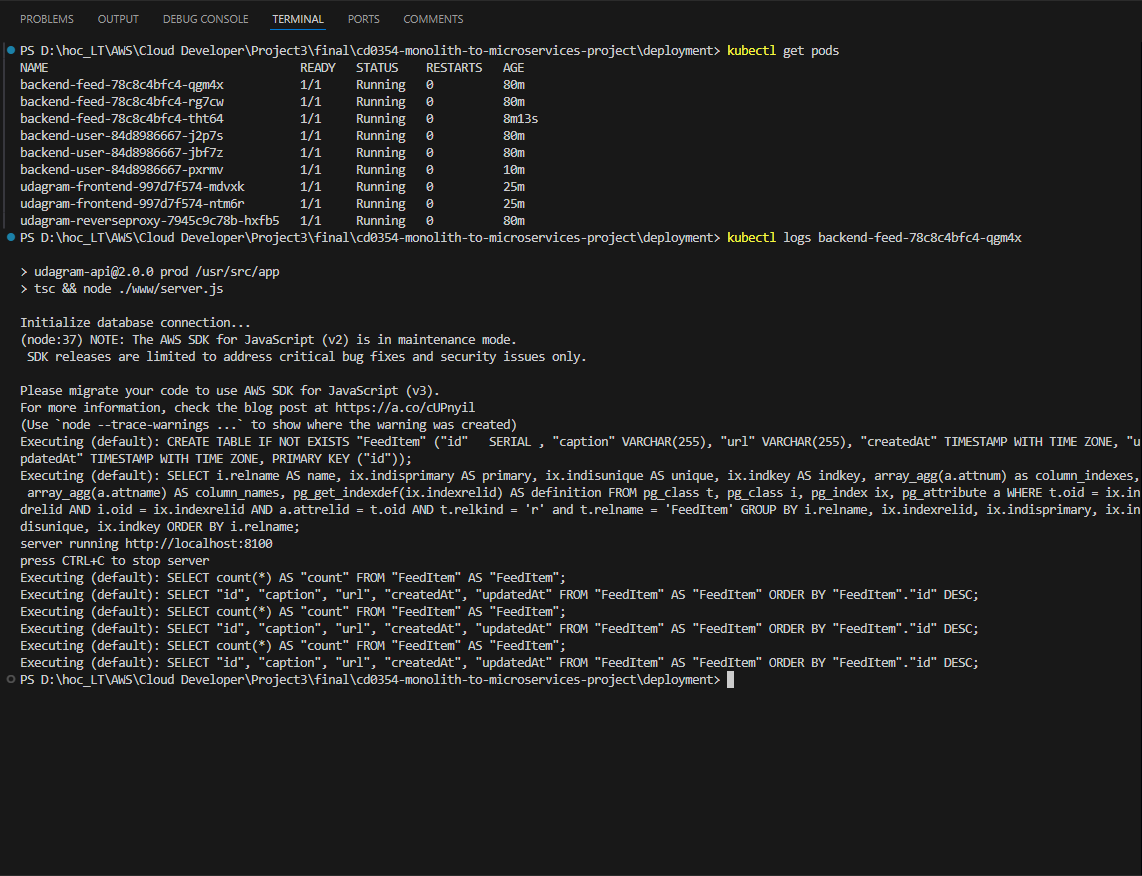 PROBLEMS OUTPUT DEBUG CONSOLE TERMINAL PORTS COMMENTS
PS D:\hoc_LT\AWS\Cloud Developer\Project3\final\cd0354-monolith-to-microservices-project\deployment> kubectl get pods
NAME READY STATUS RESTARTS AGE
backend-feed-78c8c4bfc4-qgm4x 1/1 Running 0 80m
backend-feed-78c8c4bfc4-rg7cw 1/1 Running 0 80m
backend-feed-78c8c4bfc4-tht64 1/1 Running 0 8m13s
backend-user-84d8986667-j2p7s 1/1 Running 0 80m
backend-user-84d8986667-jbf7z 1/1 Running 0 80m
backend-user-84d8986667-pxrmv 1/1 Running 0 10m
udagram-frontend-997d7f574-mdvxk 1/1 Running 0 25m
udagram-frontend-997d7f574-ntm6r 1/1 Running 0 25m
udagram-reverseproxy-7945c9c78b-hxfb5 1/1 Running 0 80m
PS D:\hoc_LT\AWS\Cloud Developer\Project3\final\cd0354-monolith-to-microservices-project\deployment> kubectl logs backend-feed-78c8c4bfc4-qgm4x
> udagram-api@2.0.0 prod /usr/src/app
> tsc && node ./www/server.js
Initialize database connection...
(node:37) NOTE: The AWS SDK for JavaScript (v2) is in maintenance mode.
SDK releases are limited to address critical bug fixes and security issues only.
Please migrate your code to use AWS SDK for JavaScript (v3).
For more information, check the blog post at https://a.co/cUPnyil
(Use `node --trace-warnings ...` to show where the warning was created)
Executing (default): CREATE TABLE IF NOT EXISTS "FeedItem" ("id"   SERIAL , "caption" VARCHAR(255), "url" VARCHAR(255), "createdAt" TIMESTAMP WITH TIME ZONE, "u
pdatedAt" TIMESTAMP WITH TIME ZONE, PRIMARY KEY ("id"));
Executing (default): SELECT i.relname AS name, ix.indisprimary AS primary, ix.indisunique AS unique, ix.indkey AS indkey, array_agg(a.attnum) as column_indexes,
array_agg(a.attname) AS column_names, pg_get_indexdef(ix.indexrelid) AS definition FROM pg_class t, pg_class i, pg_index ix, pg_attribute a WHERE t.oid = ix.in
drelid AND i.oid = ix.indexrelid AND a.attrelid = t.oid AND t.relkind = 'r' and t.relname = 'FeedItem' GROUP BY i.relname, ix.indexrelid, ix.indisprimary, ix.in
disunique, ix.indkey ORDER BY i.relname;
server running http://localhost:8100
press CTRL+C to stop server
Executing (default): SELECT count(*) AS "count" FROM "FeedItem" AS "FeedItem";
Executing (default): SELECT "id", "caption", "url", "createdAt", "updatedAt" FROM "FeedItem" AS "FeedItem" ORDER BY "FeedItem"."id" DESC;
Executing (default): SELECT count(*) AS "count" FROM "FeedItem" AS "FeedItem";
Executing (default): SELECT "id", "caption", "url", "createdAt", "updatedAt" FROM "FeedItem" AS "FeedItem" ORDER BY "FeedItem"."id" DESC;
Executing (default): SELECT count(*) AS "count" FROM "FeedItem" AS "FeedItem";
Executing (default): SELECT "id", "caption", "url", "createdAt", "updatedAt" FROM "FeedItem" AS "FeedItem" ORDER BY "FeedItem"."id" DESC;
PS D:\hoc_LT\AWS\Cloud Developer\Project3\final\cd0354-monolith-to-microservices-project\deployment>